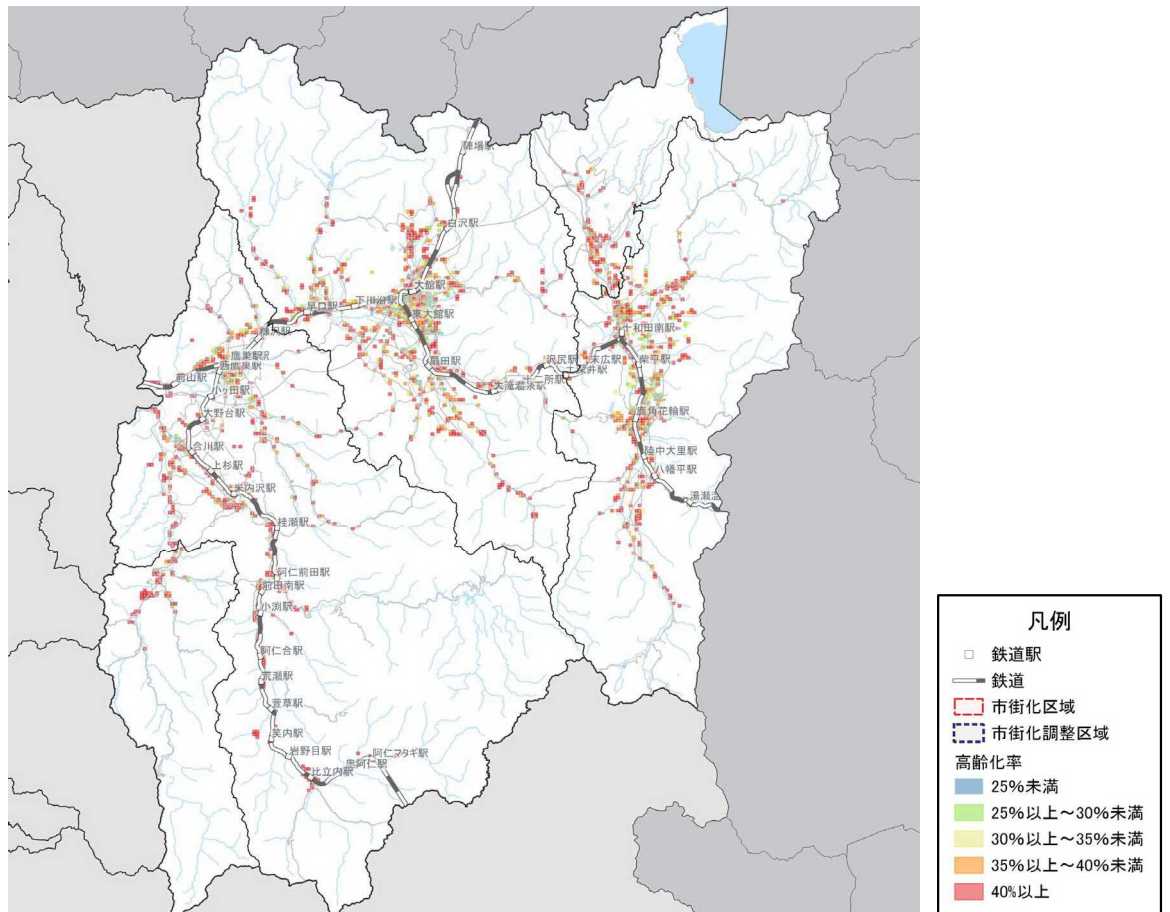 陣場駅
白沢駅
大館駅
早口駅
下川沿駅
東大館駅
糠沢駅
十和田南駅
鷹巣駅
西鷹巣駅
扇田駅
沢尻駅
末広駅
柴平駅
土深井駅
前山駅
十二所駅
大滝温泉駅
小ヶ田駅
大野台駅
鹿角花輪駅
合川駅
陸中大里駅
上杉駅
八幡平駅
米内沢駅
湯瀬温
桂瀬駅
阿仁前田駅
前田南駅
小渕駅
阿仁合駅
荒瀬駅
萱草駅
笑内駅
岩野目駅
阿仁マタギ駅
奥阿仁駅
比立内駅
凡例
鉄道駅
鉄道
市街化区域
市街化調整区域
高齢化率
25%未満
25%以上～30%未満
30%以上～35%未満
35%以上～40%未満
40%以上